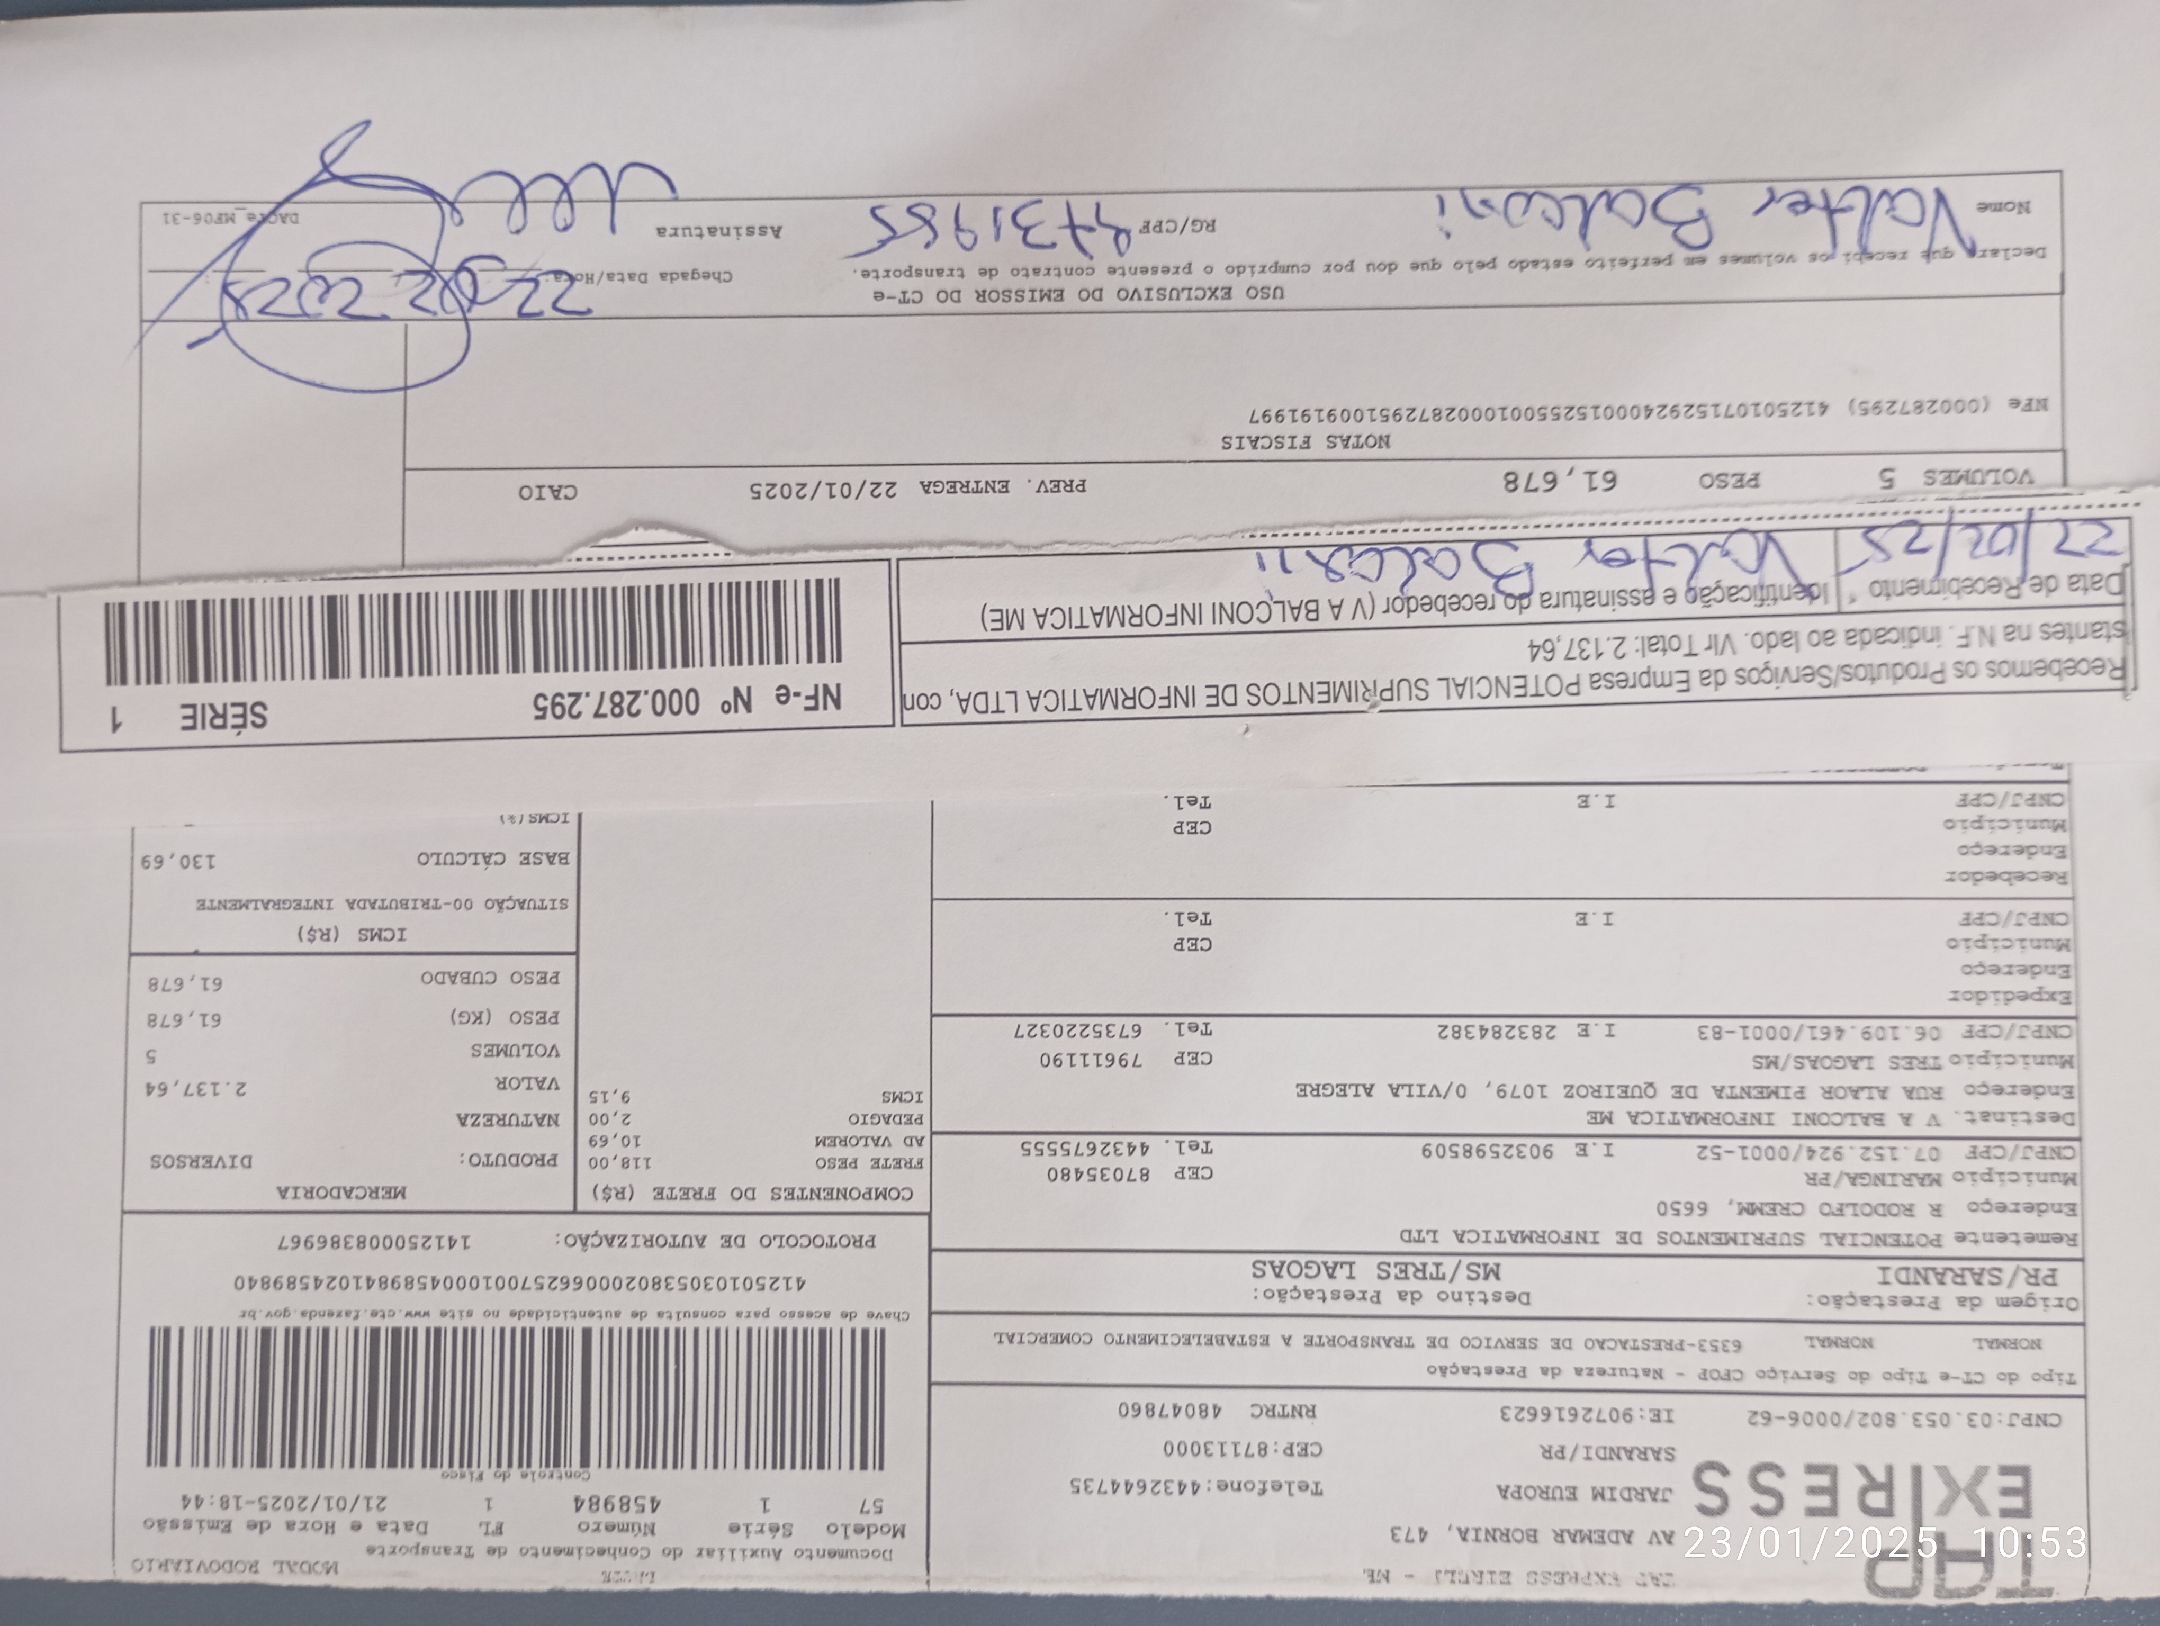 TAP
EX|RESS
TAP EXPRESS EIRELI - ME
AV ADEMAR BORNIA, 473
JARDIM EUROPA Telefone:4432644735
SARANDI/PR CEP:87113000
CNPJ:03.053.802/0006-62 IE:9072616623 RNTRC 48047860
Tipo do CT-e Tipo do Serviço CFOP - Natureza da Prestação
NORMAL NORMAL 6353-PRESTACAO DE SERVICO DE TRANSPORTE A ESTABELECIMENTO COMERCIAL
Origem da Prestação: Destino da Prestação:
PR/SARANDI MS/TRES LAGOAS
Remetente POTENCIAL SUPRIMENTOS DE INFORMATICA LTD
Endereço R RODOLFO CREMM, 6650
Município MARINGA/PR CEP 87035480
CNPJ/CPF 07.152.924/0001-52 I.E 9032598509 Tel. 4432675555
Destinat. V A BALCONI INFORMATICA ME
Endereço RUA ALAOR PIMENTA DE QUEIROZ 1079, 0/VILA ALEGRE
Município TRES LAGOAS/MS CEP 79611190
CNPJ/CPF 06.109.461/0001-83 I.E 283284382 Tel. 6735220327
Expedidor
Endereço
Município CEP
CNPJ/CPF I.E Tel.
Recebedor
Endereço
Município CEP
CNPJ/CPF I.E Tel.
MODAL RODOVIÁRIO
Documento Auxiliar do Conhecimento de Transporte
Modelo Série Número FL Data e Hora de Emissão
57 1 458984 1 21/01/2025-18:44
Controle do Fisco
Chave de acesso para consulta de autenticidade no site www.cte.fazenda.gov.br
41250103053802000662570010004589841024589840
PROTOCOLO DE AUTORIZAÇÃO: 141250008386967
COMPONENTES DO FRETE (R$)
FRETE PESO 118,00
AD VALOREM 10,69
PEDAGIO 2,00
ICMS 9,15
MERCADORIA
PRODUTO: DIVERSOS
NATUREZA
VALOR 2.137,64
VOLUMES 5
PESO (KG) 61,678
PESO CUBADO 61,678
ICMS (R$)
SITUAÇÃO 00-TRIBUTADA INTEGRALMENTE
BASE CÁLCULO 130,69
ICMS(%)
Recebemos os Produtos/Serviços da Empresa POTENCIAL SUPRIMENTOS DE INFORMATICA LTDA, con
stantes na N.F. indicada ao lado. Vlr Total: 2.137,64
Data de Recebimento Identificação e assinatura do recebedor (V A BALCONI INFORMATICA ME)
22/02/25 Valter Balconi
NF-e Nº 000.287.295 SÉRIE 1
VOLUMES 5 PESO 61,678 PREV. ENTREGA 22/01/2025 CAIO
NOTAS FISCAIS
NFe (000287295) 41250107152924000152550010002872951009191997
USO EXCLUSIVO DO EMISSOR DO CT-e
Declaro que recebi os volumes em perfeito estado pelo que dou por cumprido o presente contrato de transporte.
Chegada Data/Hora: 22 02 2025
Nome Valter Balconi RG/CPF 9731985 Assinatura
DACTe_MF06-31
23/01/2025 10:53